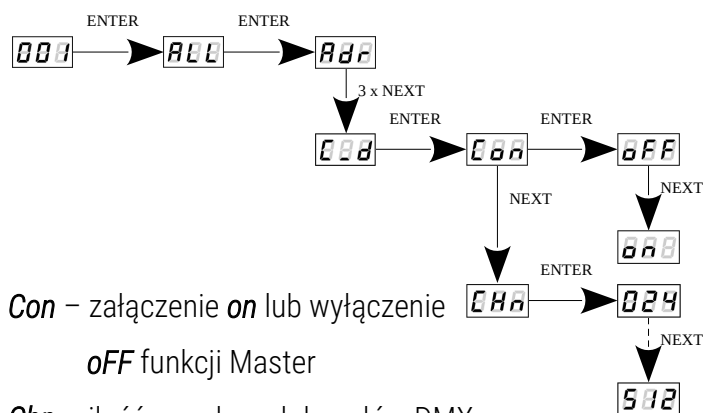 ENTER ENTER
001 ALL Adr
3 x NEXT
ENTER ENTER
C_d Con oFF
NEXT NEXT
on
ENTER
Con – załączenie on lub wyłączenie CHn 024
oFF funkcji Master NEXT
512